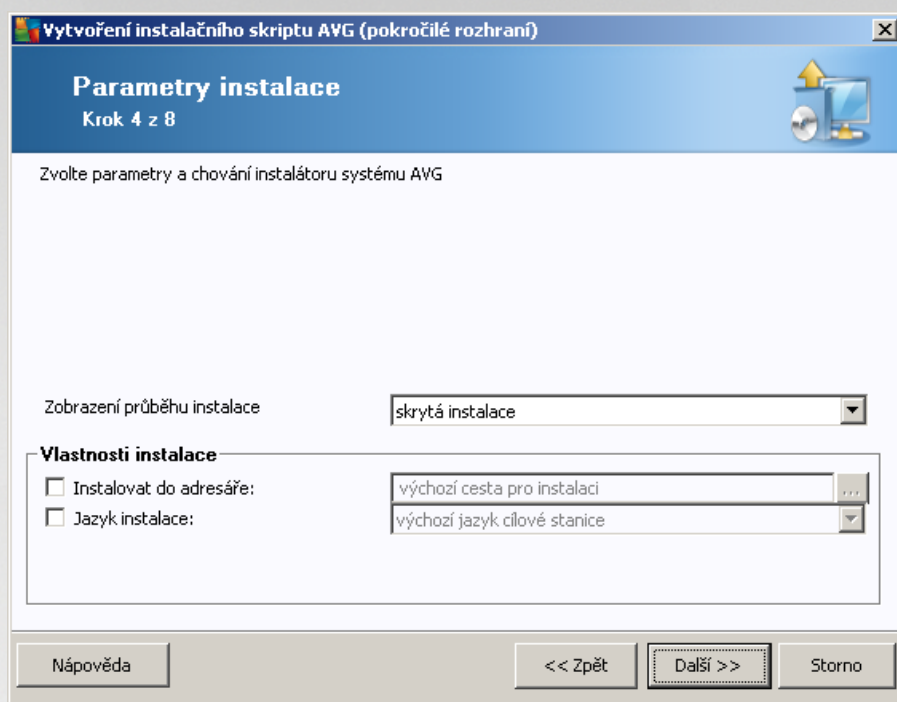 Vytvoření instalačního skriptu AVG (pokročilé rozhraní)
Parametry instalace
Krok 4 z 8
Zvolte parametry a chování instalátoru systému AVG
Zobrazení průběhu instalace
skrytá instalace
Vlastnosti instalace
Instalovat do adresáře:
výchozí cesta pro instalaci
...
Jazyk instalace:
výchozí jazyk cílové stanice
Nápověda
<< Zpět
Další >>
Storno